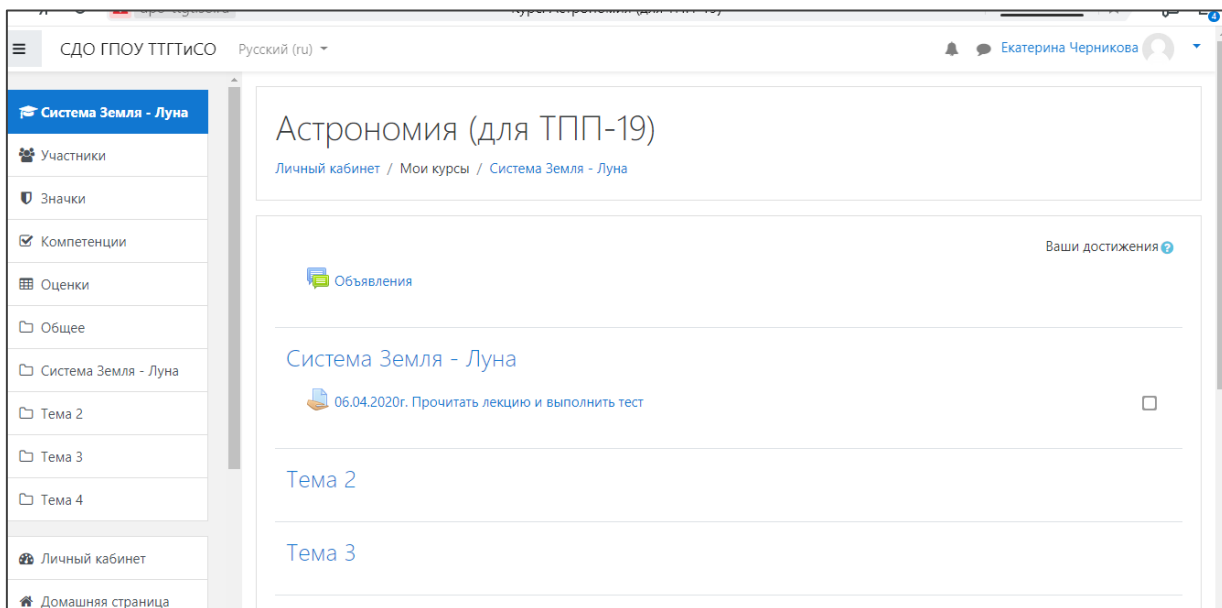 СДО ГПОУ ТТГТиСО Русский (ru) Екатерина Черникова
4
Система Земля - Луна
Участники
Значки
Компетенции
Оценки
Общее
Система Земля - Луна
Тема 2
Тема 3
Тема 4
Личный кабинет
Домашняя страница
Астрономия (для ТПП-19)
Личный кабинет / Мои курсы / Система Земля - Луна
Ваши достижения ?
Объявления
Система Земля - Луна
06.04.2020г. Прочитать лекцию и выполнить тест
Тема 2
Тема 3